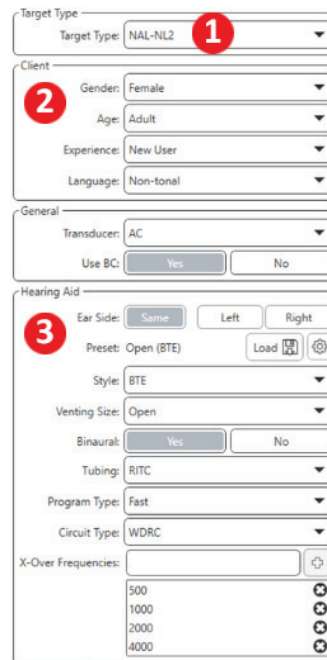 Target Type
Target Type: NAL-NL2 1
Client
2
Gender: Female
Age: Adult
Experience: New User
Language: Non-tonal
General
Transducer: AC
Use BC: Yes No
Hearing Aid
3
Ear Side: Same Left Right
Preset: Open (BTE) Load
Style: BTE
Venting Size: Open
Binaural: Yes No
Tubing: RITC
Program Type: Fast
Circuit Type: WDRC
X-Over Frequencies:
500
1000
2000
4000